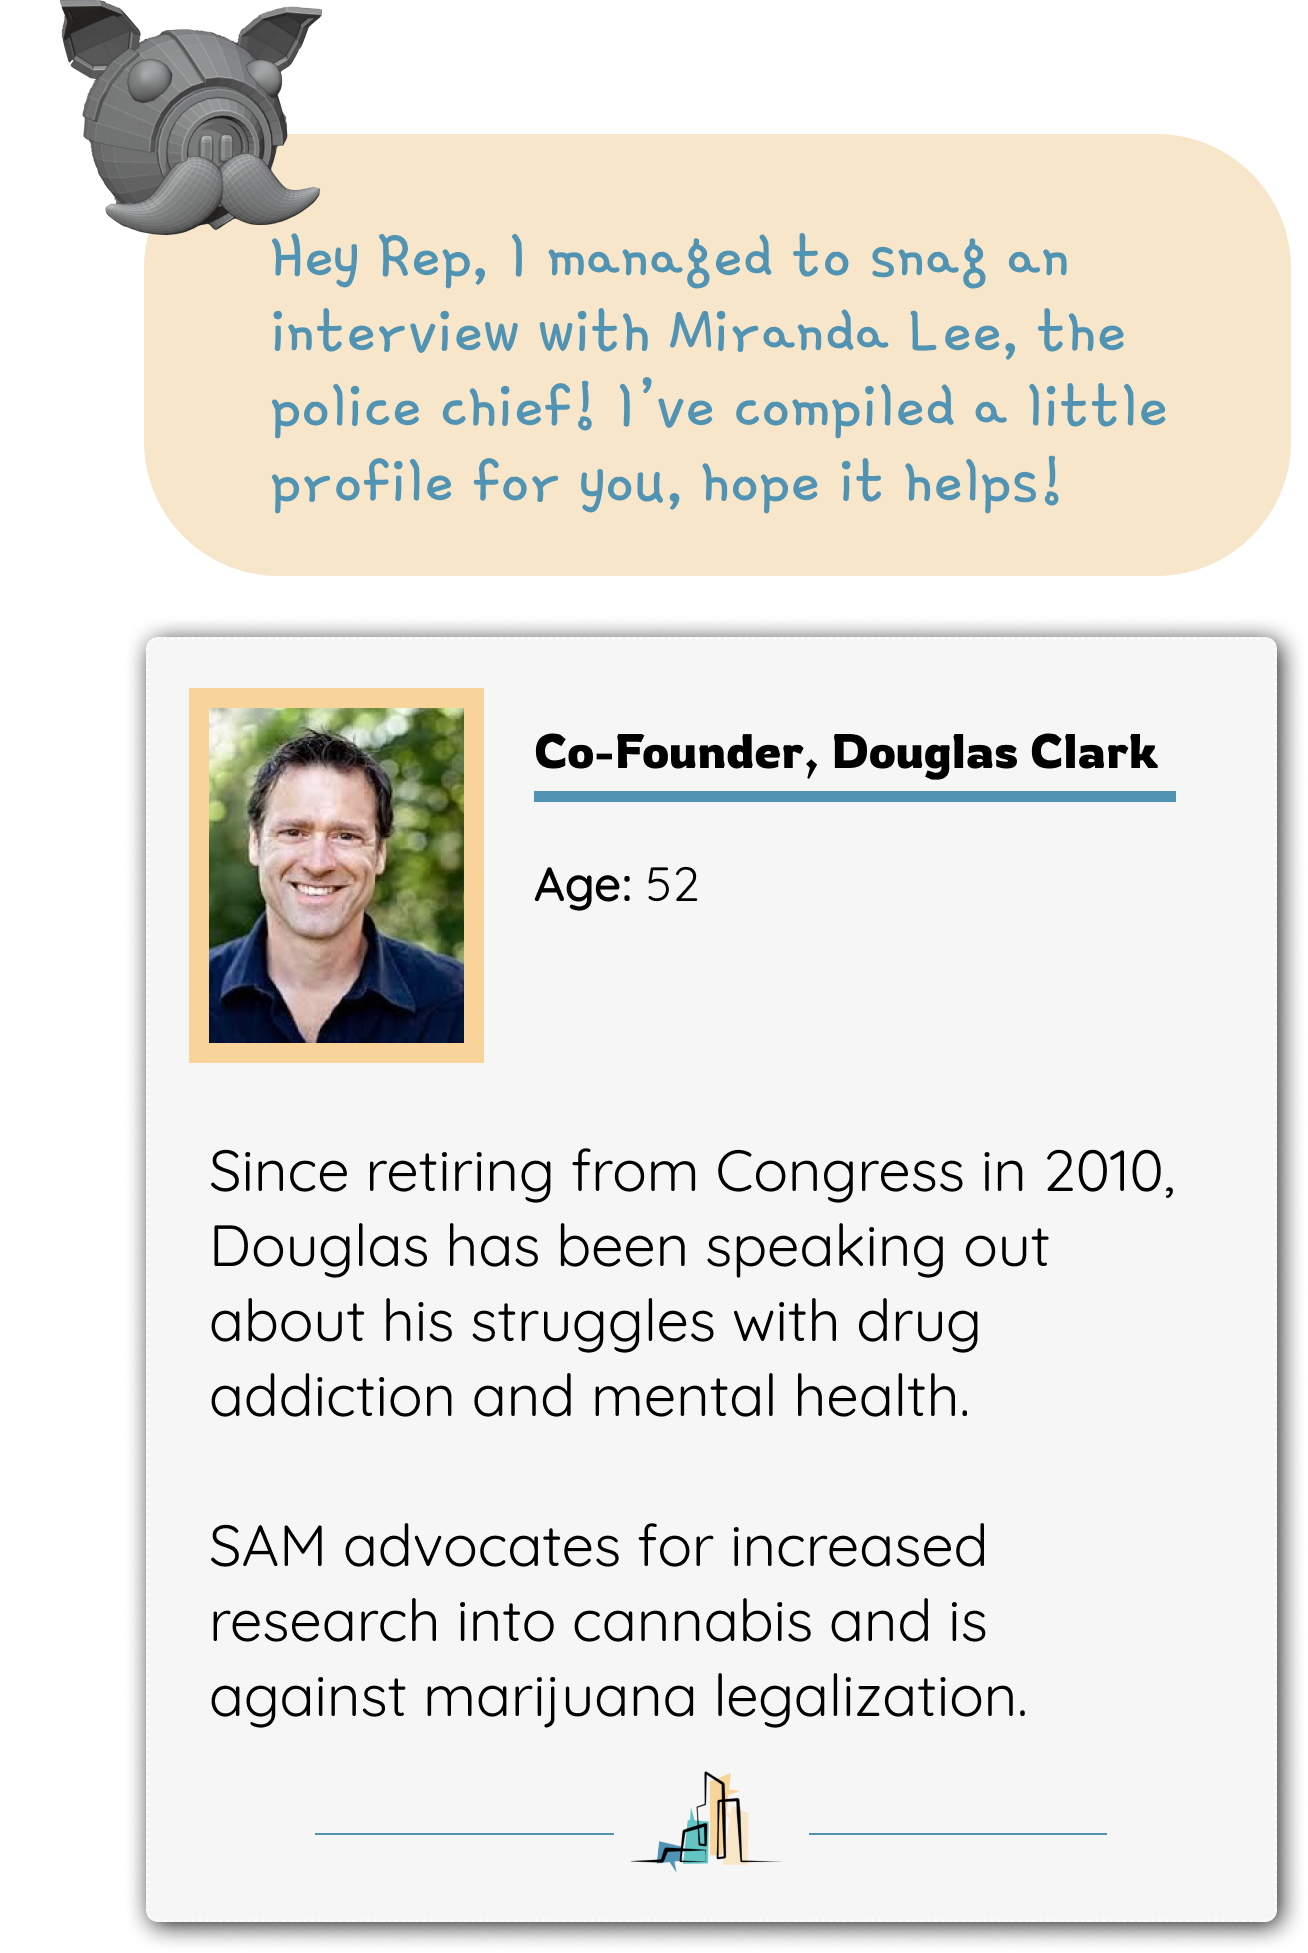 Hey Rep, I managed to snag an
interview with Miranda Lee, the
police chief! I've compiled a little
profile for you, hope it helps!
Co-Founder, Douglas Clark
Age: 52
Since retiring from Congress in 2010,
Douglas has been speaking out
about his struggles with drug
addiction and mental health.
SAM advocates for increased
research into cannabis and is
against marijuana legalization.